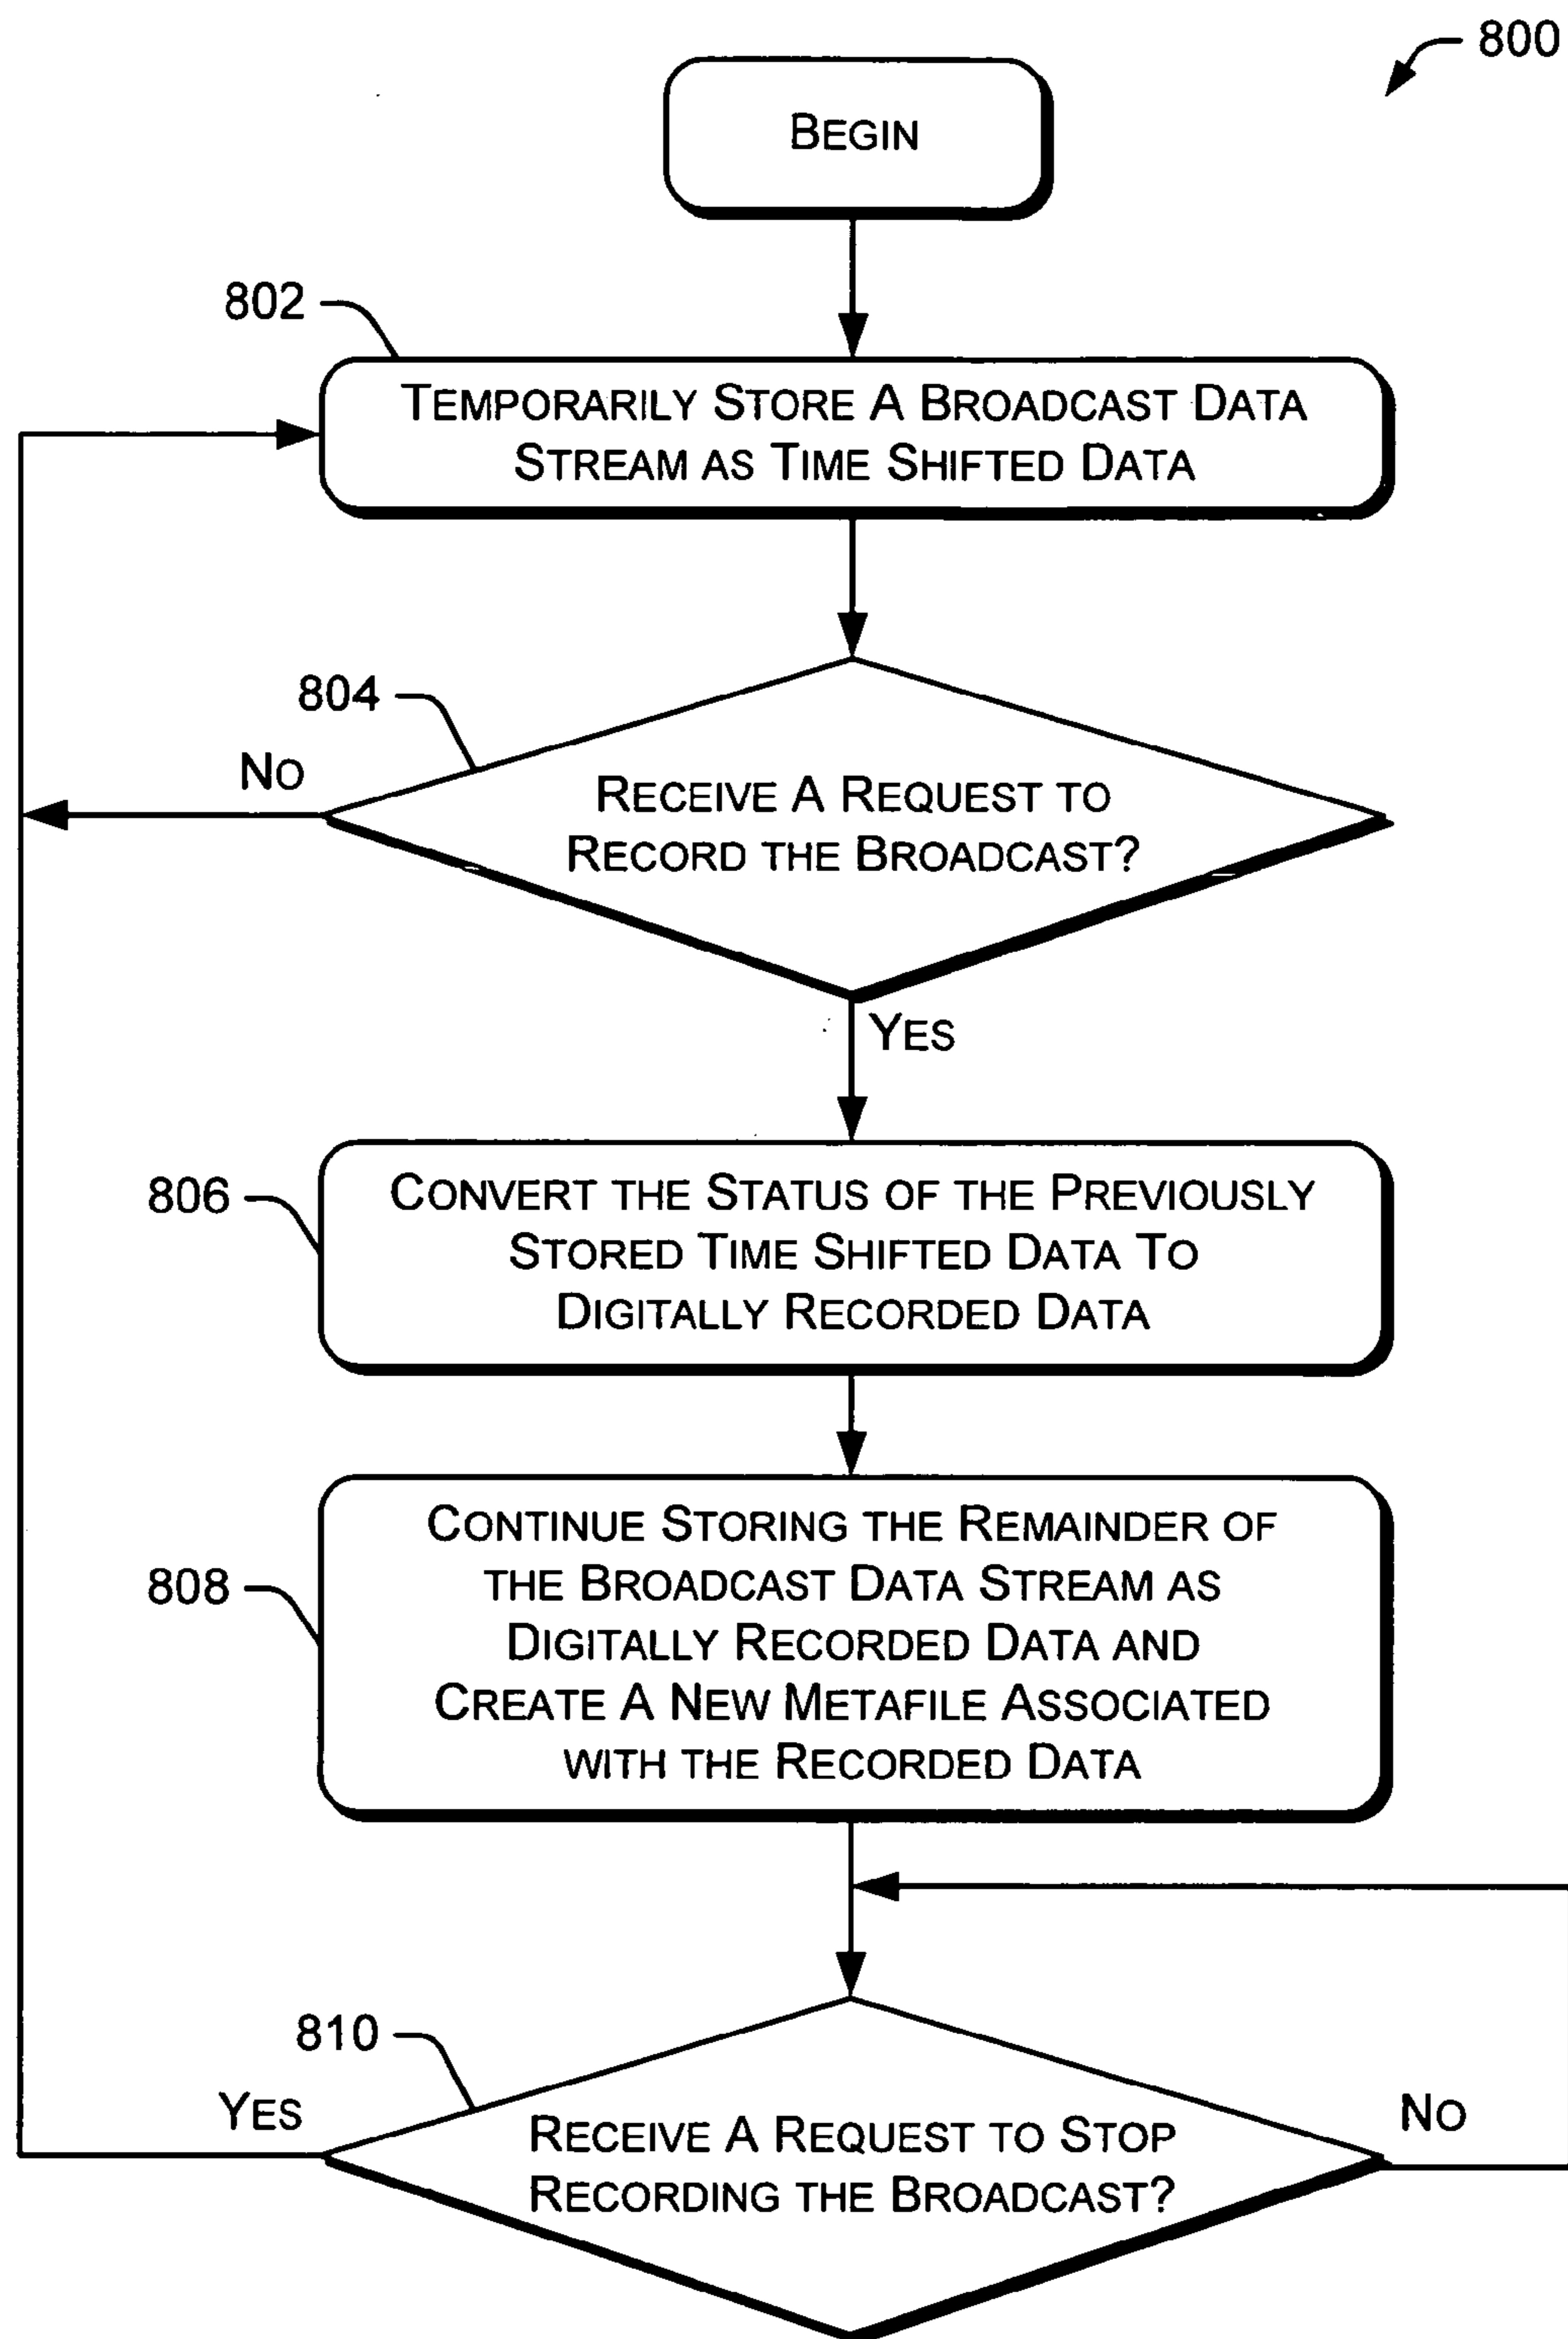 800
BEGIN
802
TEMPORARILY STORE A BROADCAST DATA
STREAM AS TIME SHIFTED DATA
804
NO
RECEIVE A REQUEST TO
RECORD THE BROADCAST?
YES
806
CONVERT THE STATUS OF THE PREVIOUSLY
STORED TIME SHIFTED DATA TO
DIGITALLY RECORDED DATA
808
CONTINUE STORING THE REMAINDER OF
THE BROADCAST DATA STREAM AS
DIGITALLY RECORDED DATA AND
CREATE A NEW METAFILE ASSOCIATED
WITH THE RECORDED DATA
810
YES
NO
RECEIVE A REQUEST TO STOP
RECORDING THE BROADCAST?